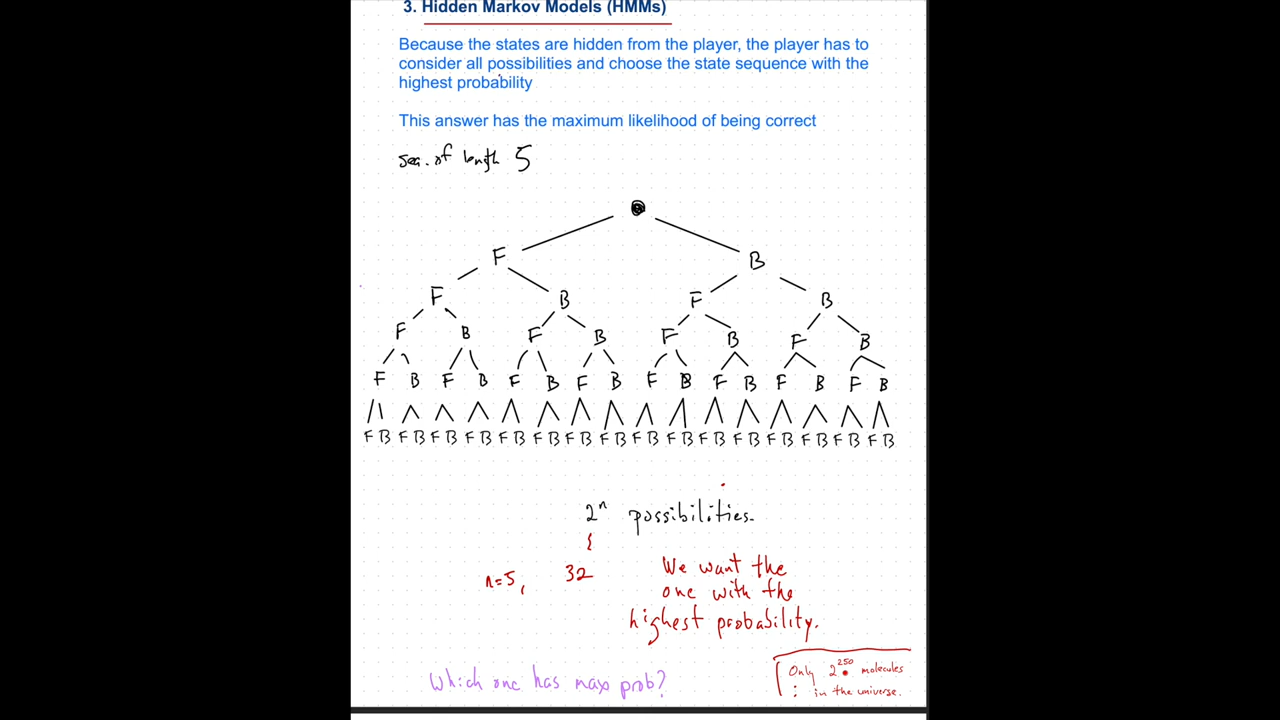 3. Hidden Markov Models (HMMs)
Because the states are hidden from the player, the player has to
consider all possibilities and choose the state sequence with the
highest probability
This answer has the maximum likelihood of being correct
seq. of length 5
F B
F B F B
F B F B F B F B
F B F B F B F B F B F B F B F B
F B F B F B F B F B F B F B F B F B F B F B F B F B F B F B F B
2ⁿ possibilities.
n=5, 32
We want the
one with the
highest probability.
Which one has max prob?
Only 2²⁵⁰ molecules
in the universe.